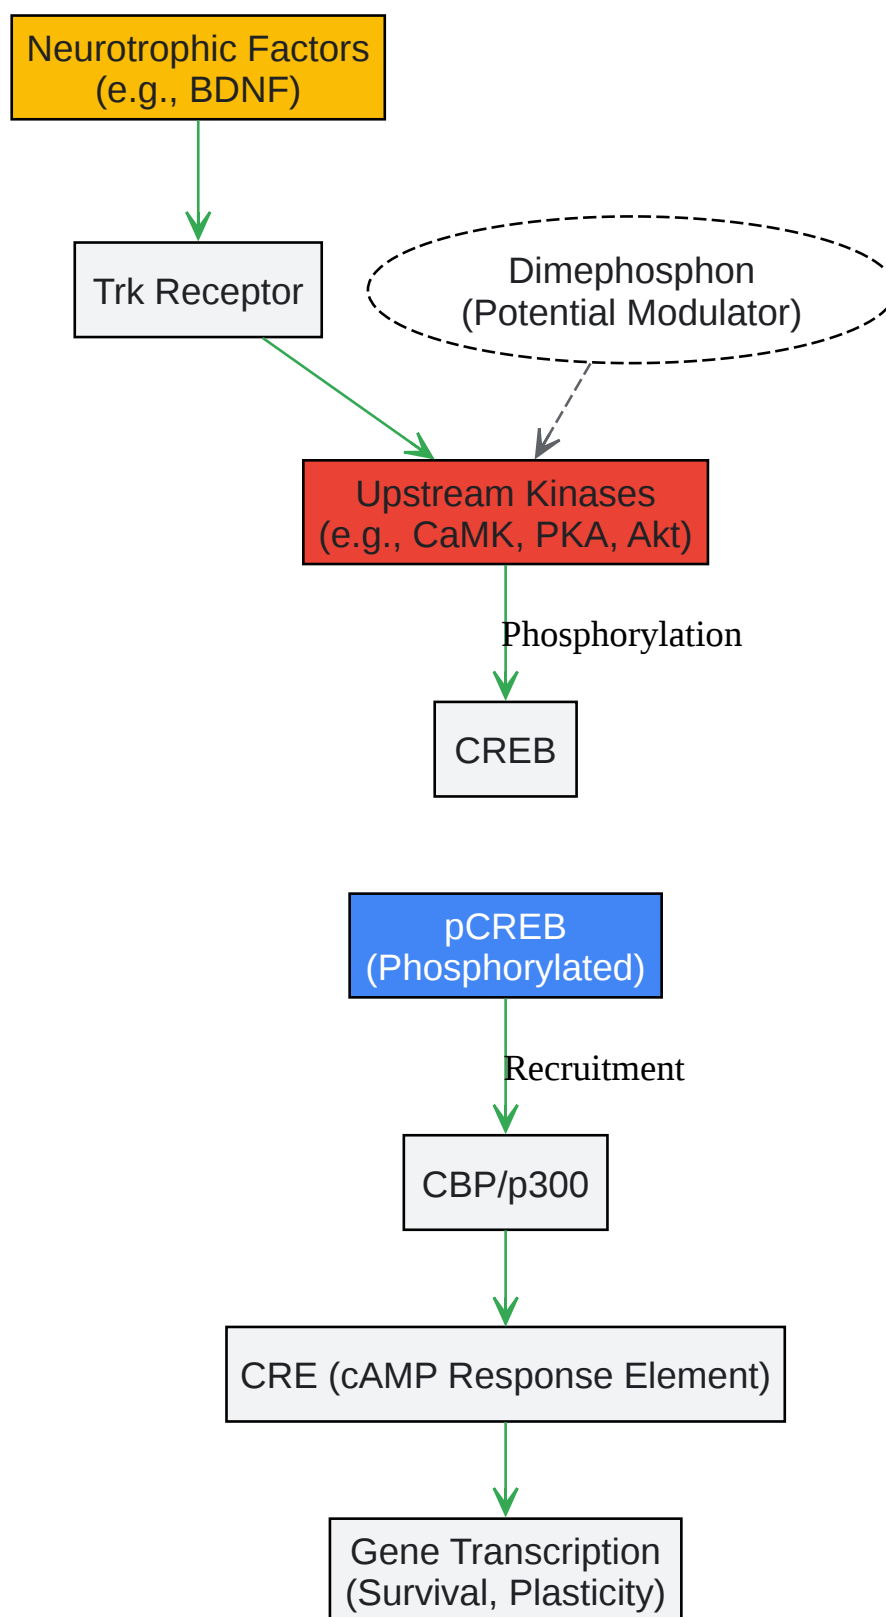 Neurotrophic Factors
(e.g., BDNF)
Trk Receptor
Dimephosphon
(Potential Modulator)
Upstream Kinases
(e.g., CaMK, PKA, Akt)
Phosphorylation
CREB
pCREB
(Phosphorylated)
Recruitment
CBP/p300
CRE (cAMP Response Element)
Gene Transcription
(Survival, Plasticity)